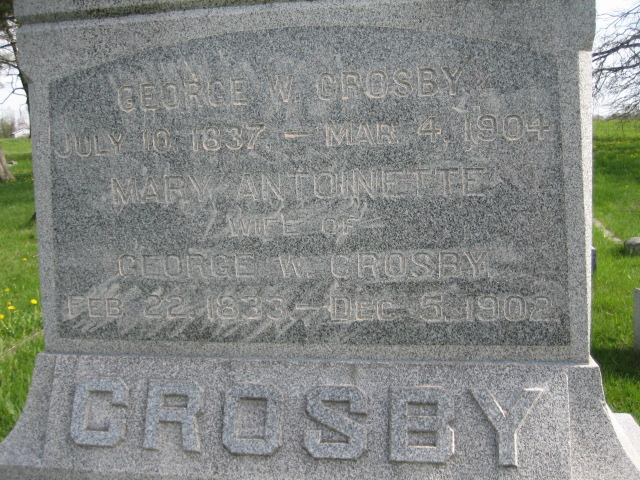 GEORGE W. CROSBY
JULY 10, 1837. — MAR. 4, 1904
MARY ANTOINETTE
WIFE OF
GEORGE W. CROSBY.
FEB. 22, 1833. — DEC. 5, 1902.
CROSBY